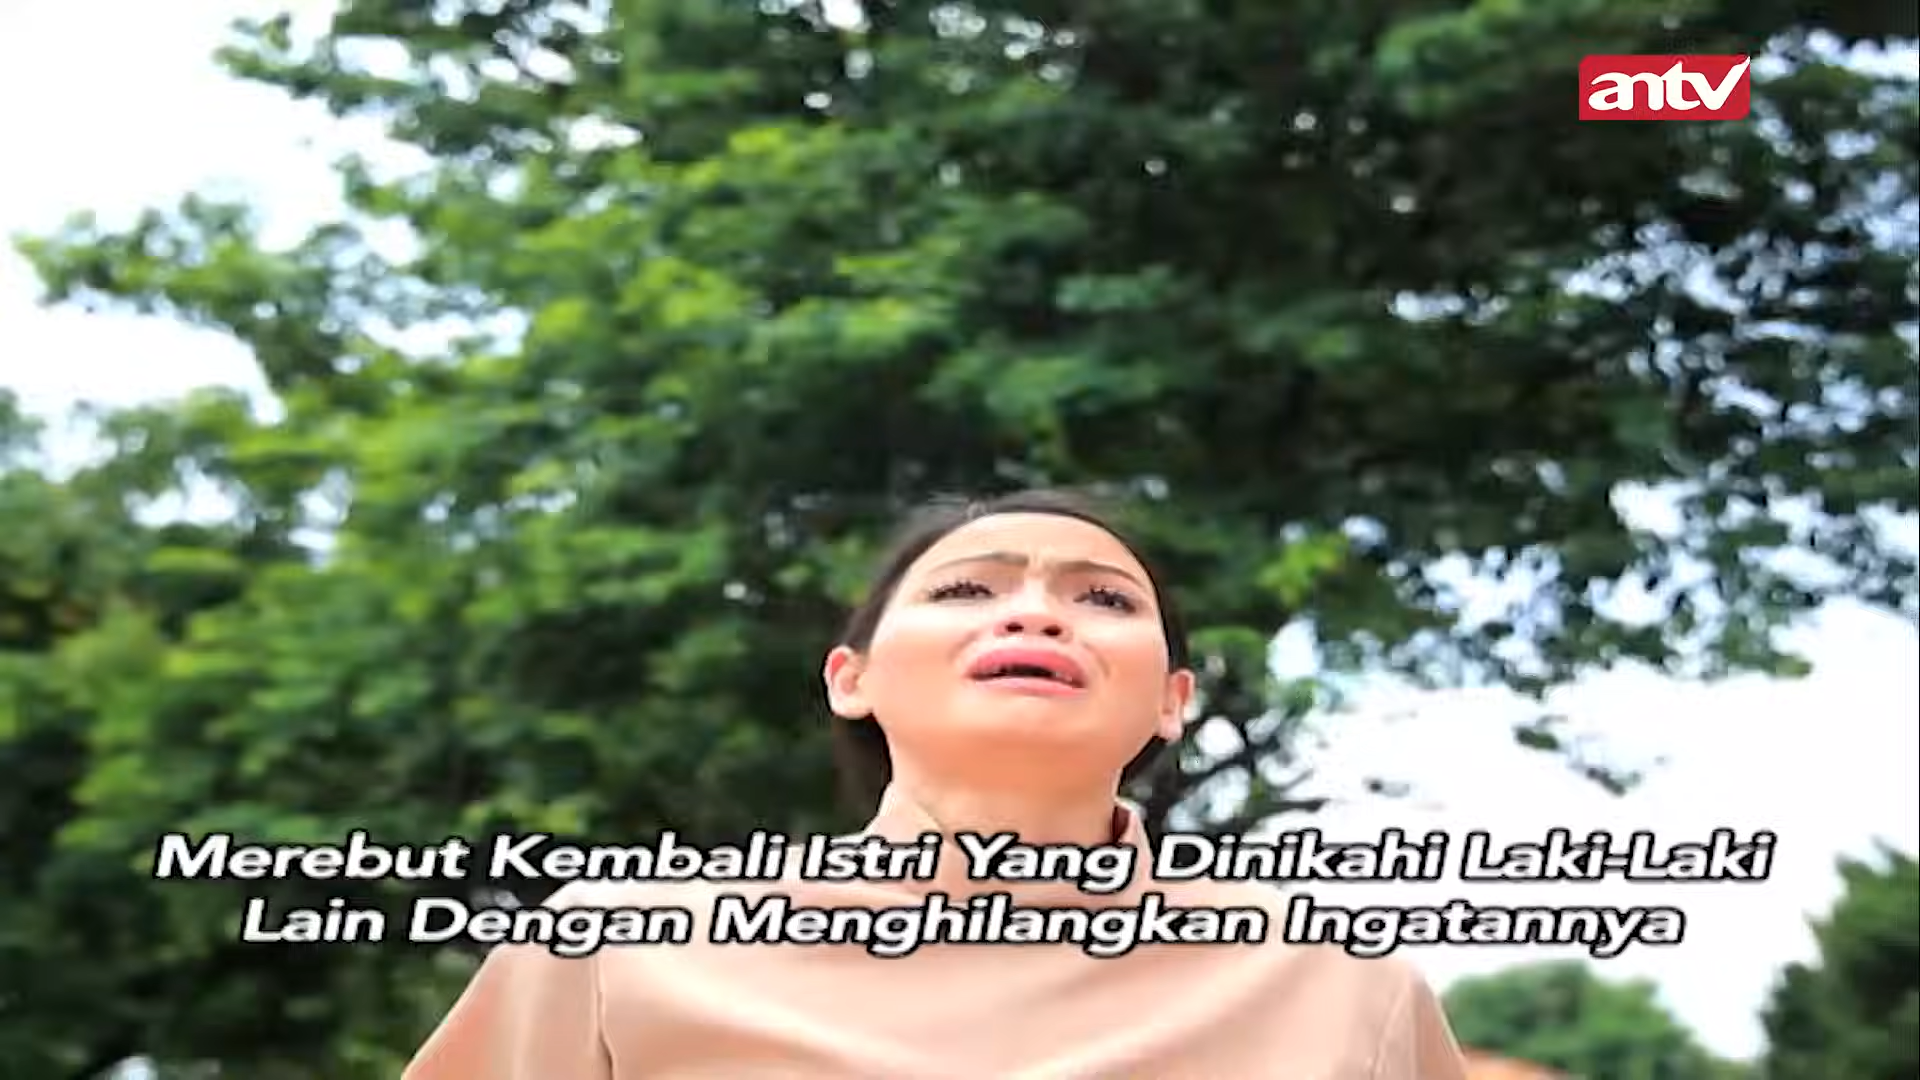 antv
Merebut Kembali Istri Yang Dinikahi Laki-Laki
Lain Dengan Menghilangkan Ingatannya